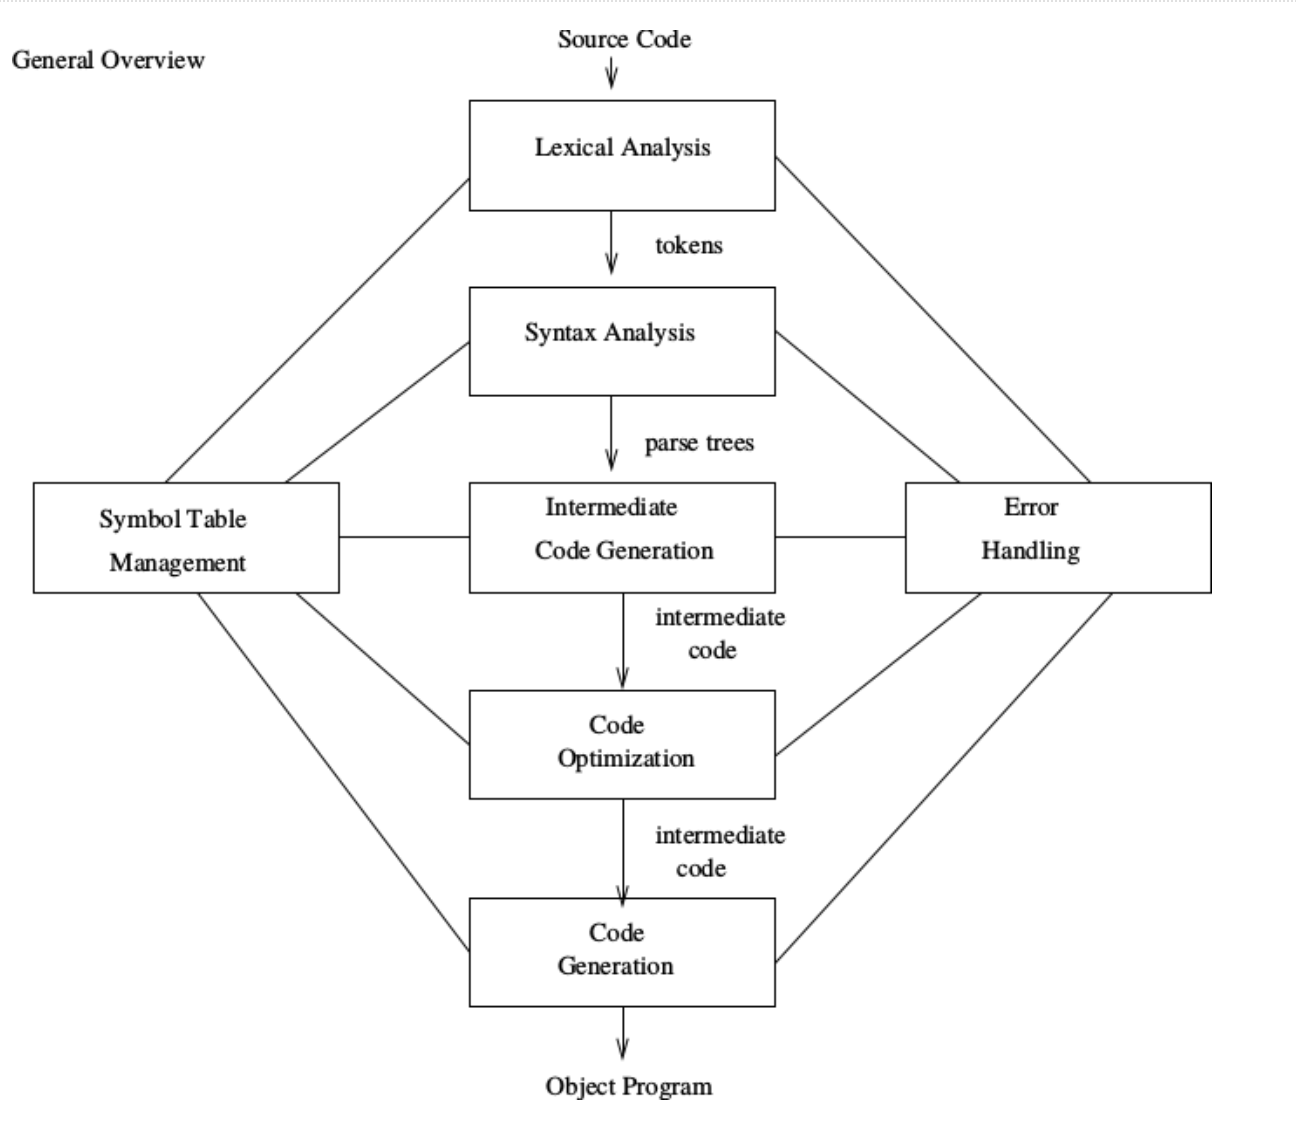 General Overview
Source Code
Lexical Analysis
tokens
Syntax Analysis
parse trees
Symbol Table
Management
Intermediate
Code Generation
Error
Handling
intermediate
code
Code
Optimization
intermediate
code
Code
Generation
Object Program